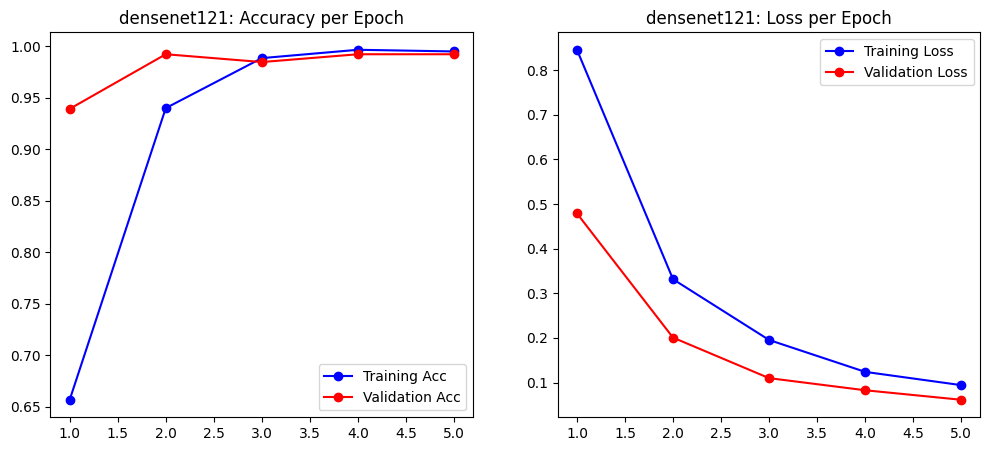 densenet121: Accuracy per Epoch
1.00
0.95
0.90
0.85
0.80
0.75
0.70
0.65
Training Acc
Validation Acc
1.0 1.5 2.0 2.5 3.0 3.5 4.0 4.5 5.0
densenet121: Loss per Epoch
Training Loss
Validation Loss
0.8
0.7
0.6
0.5
0.4
0.3
0.2
0.1
1.0 1.5 2.0 2.5 3.0 3.5 4.0 4.5 5.0